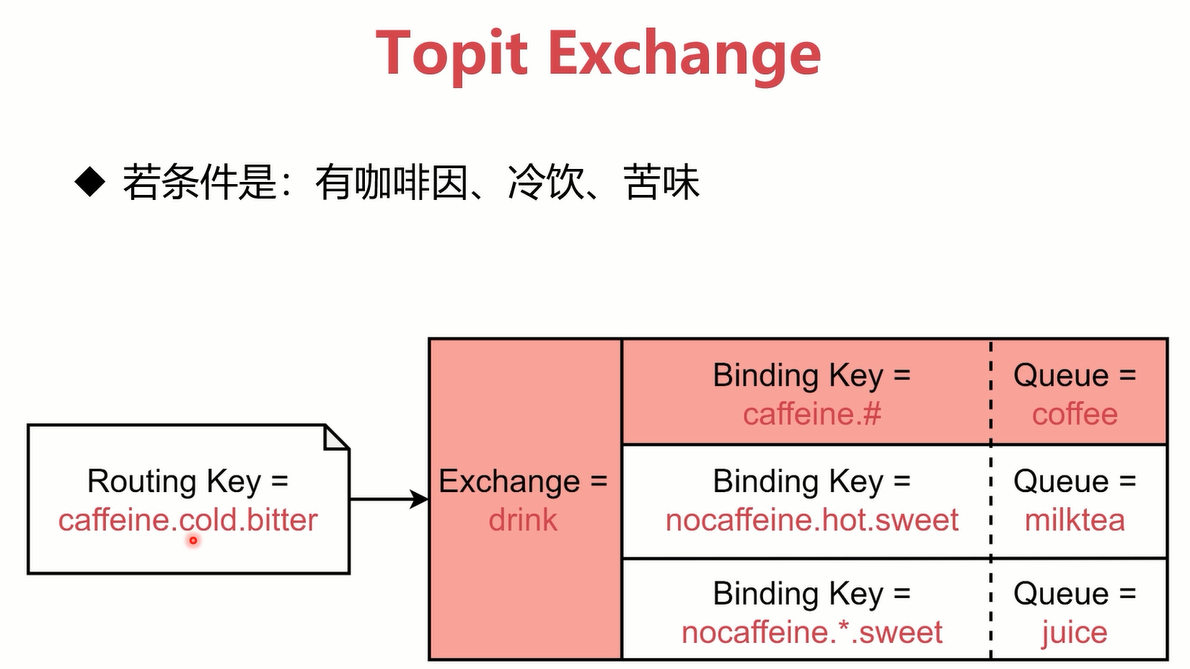 Topit Exchange
若条件是：有咖啡因、冷饮、苦味
Routing Key =
caffeine.cold.bitter
Exchange =
drink
Binding Key =
caffeine.#
Queue =
coffee
Binding Key =
nocaffeine.hot.sweet
Queue =
milktea
Binding Key =
nocaffeine.*.sweet
Queue =
juice